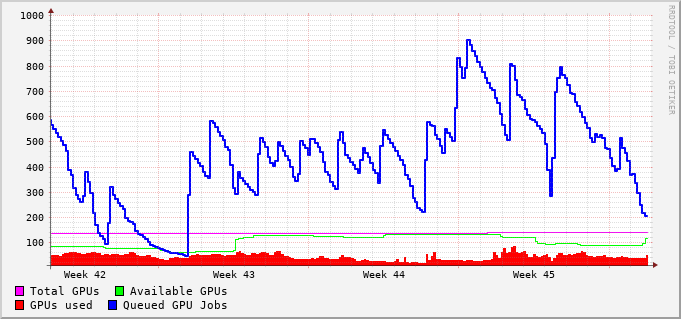 1000
900
800
700
600
500
400
300
200
100
Week 42 Week 43 Week 44 Week 45
Total GPUs Available GPUs
GPUs used Queued GPU Jobs
RRDTOOL / TOBI OETIKER